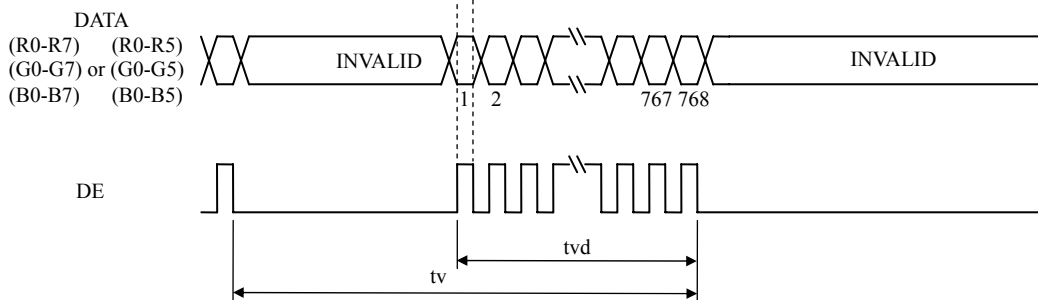 DATA
(R0-R7) (R0-R5)
(G0-G7) or (G0-G5)
(B0-B7) (B0-B5)
INVALID
INVALID
1 2 767 768
DE
tvd
tv